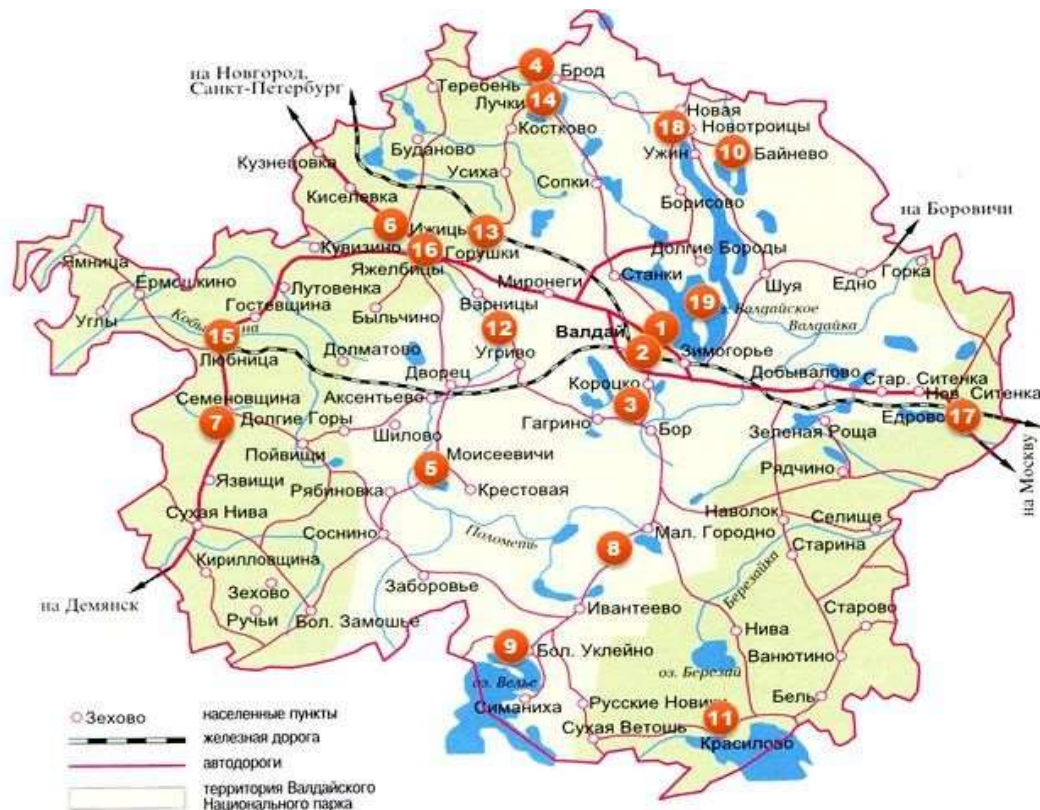 4
Брод
на Новгород,
Санкт-Петербург
Теребень
Лучки
14
Новая
18
Новотроицы
Костково
Ужин
10
Байнево
Кузнецовка
Буданово
Усиха
Сопки
Киселевка
Борисово
на Боровичи
6
Ижицы
13
Кувизино
16
Горушки
Долгие Бороды
Горка
Ямница
Яжелбицы
Миронеги
Станки
Ермошкино
Лутовенка
Шуя
Едно
Гостевщина
Варницы
19
Валдайское
Углы
Быльчино
12
1
Валдайка
15
Валдай
2
Угриво
Зимогорье
Любница
Долматово
Дворец
Короцко
Добывалово
Стар. Ситенка
Семеновщина
Аксентьево
3
Нов. Ситенка
7
Долгие Горы
Гагрино
Едрово
17
Шилово
Бор
Зеленая Роща
Пойвищи
5
Моисеевичи
Рядчино
на Москву
Язвищи
Рябиновка
Крестовая
Сухая Нива
Наволок
Селище
Соснино
Полометь
Мал. Городно
8
Старина
Кирилловщина
Березайка
Зехово
Заборовье
на Демянск
Ивантеево
Старово
Ручьи
Бол. Замошье
Нива
9
Бол. Уклейно
Ванютино
оз. Велье
оз. Березай
Бель
Симаниха
Русские Новики
11
Сухая Ветошь
Красилово
Зехово
населенные пункты
железная дорога
автодороги
территория Валдайского
Национального парка